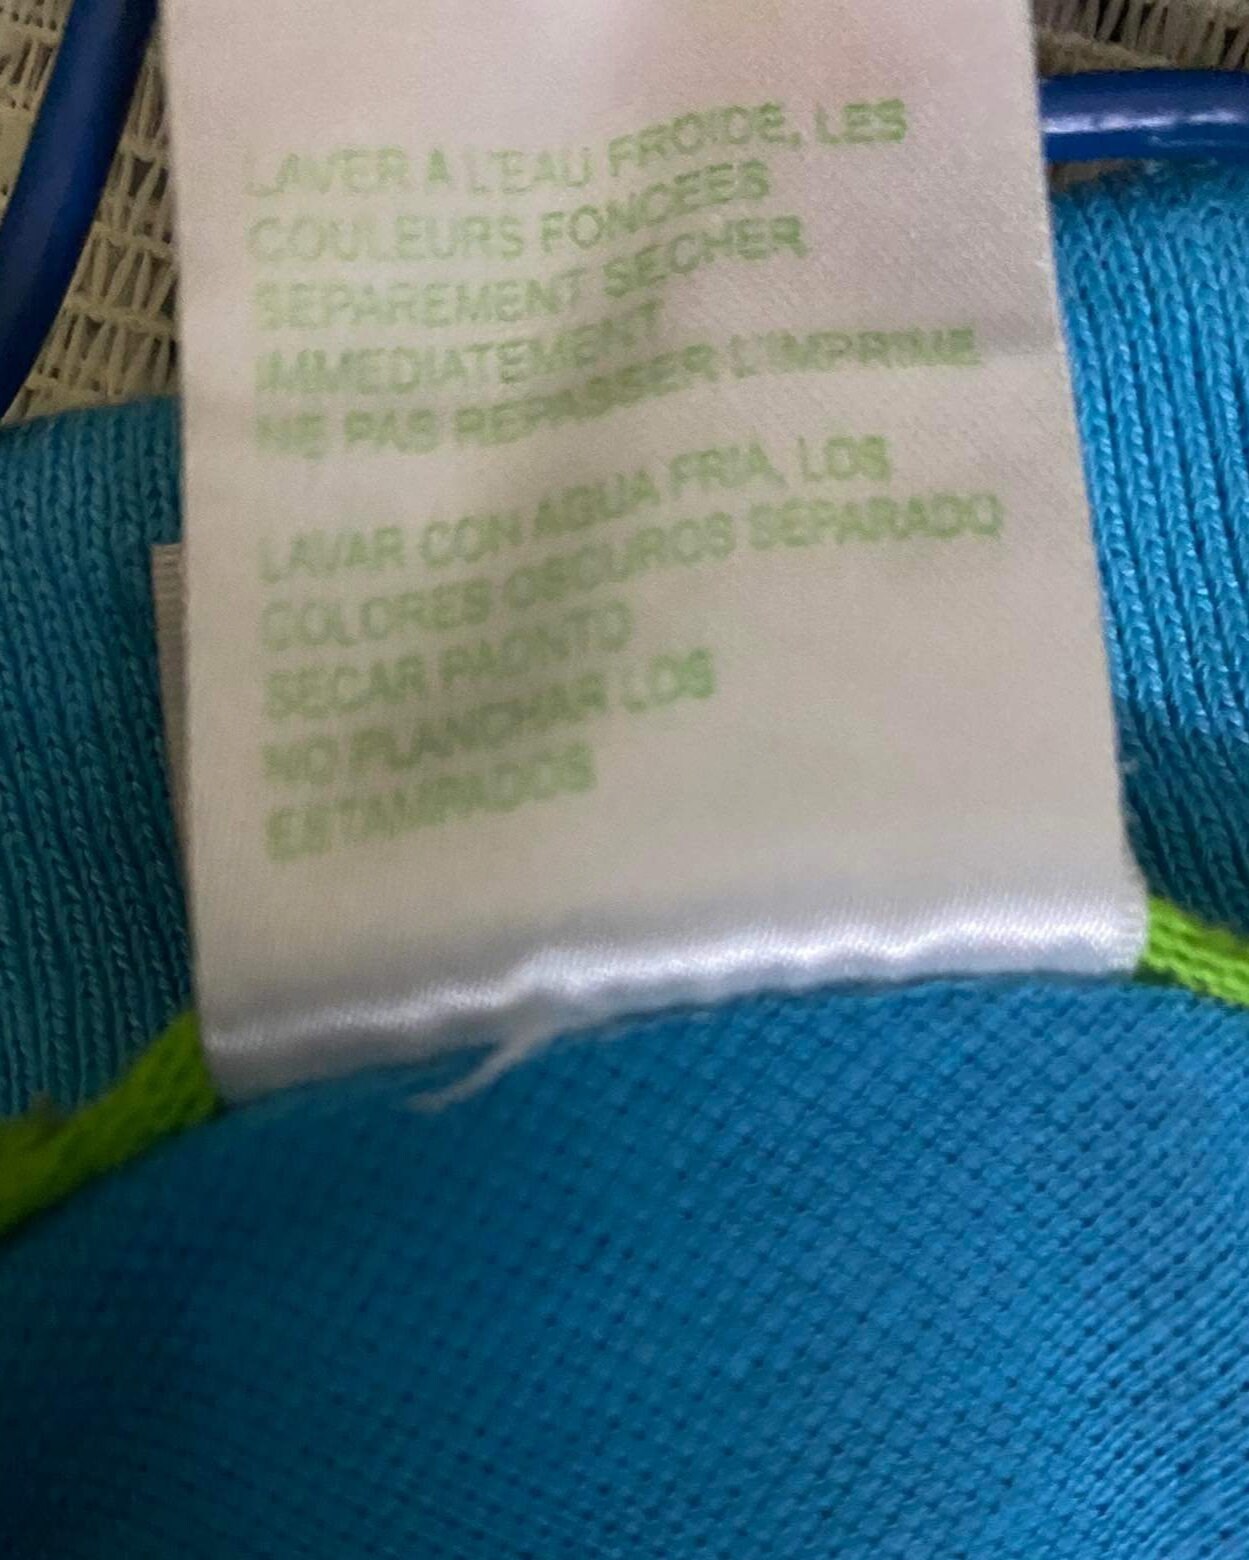 LAVER A L'EAU FROIDE, LES
COULEURS FONCEES
SEPAREMENT SECHER
IMMEDIATEMENT
NE PAS REPASSER L'IMPRIME
LAVAR CON AGUA FRIA, LOS
COLORES OSCUROS SEPARADO
SECAR PAONTO
NO PLANCHAR LOS
ESTAMPADOS